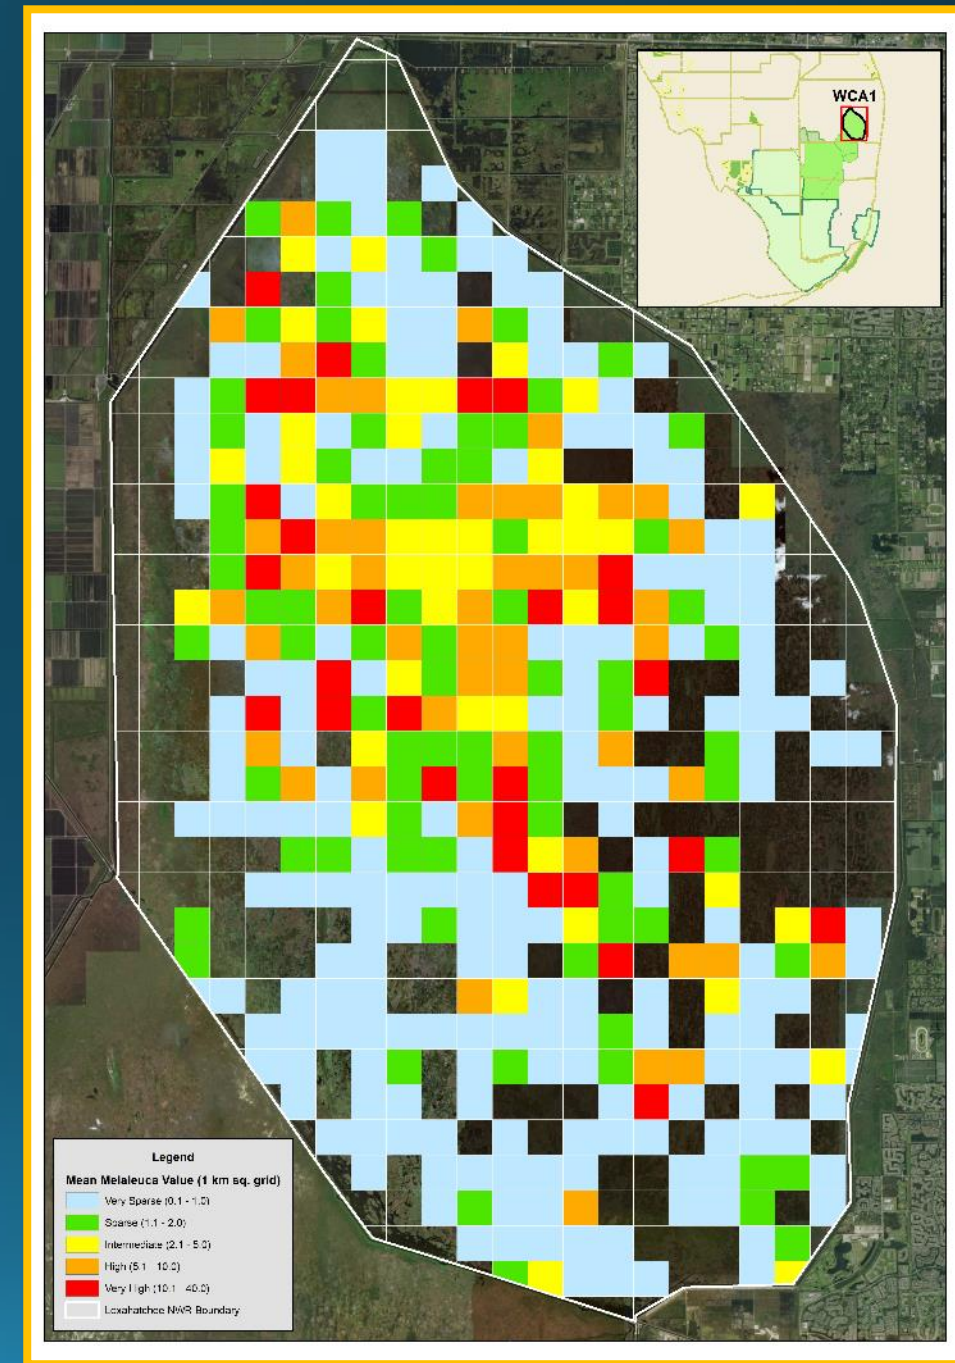 WCA1
Legend
Mean Melaleuca Value (1 km sq. grid)
Very Sparse (0.1 - 1.0)
Sparse (1.1 - 2.0)
Intermediate (2.1 - 5.0)
High (5.1 - 10.0)
Very High (10.1 - 40.0)
Loxahatchee NWR Boundary